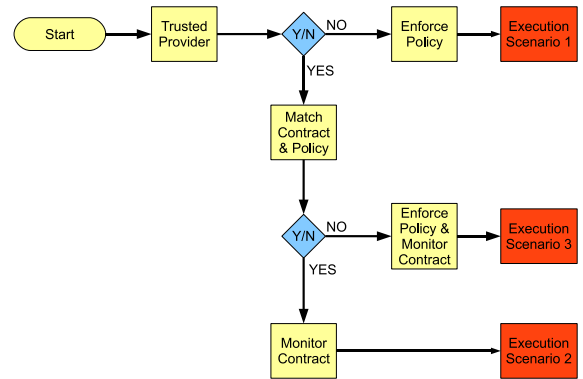 Start
Trusted
Provider
Y/N
NO
Enforce
Policy
Execution
Scenario 1
YES
Match
Contract
& Policy
Y/N
NO
Enforce
Policy &
Monitor
Contract
Execution
Scenario 3
YES
Monitor
Contract
Execution
Scenario 2